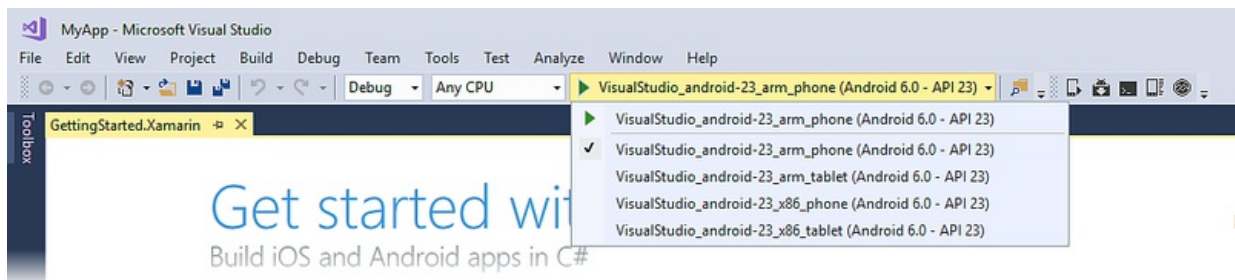 MyApp - Microsoft Visual Studio
File Edit View Project Build Debug Team Tools Test Analyze Window Help
Debug Any CPU VisualStudio_android-23_arm_phone (Android 6.0 - API 23)
Toolbox
GettingStarted.Xamarin
VisualStudio_android-23_arm_phone (Android 6.0 - API 23)
VisualStudio_android-23_arm_phone (Android 6.0 - API 23)
VisualStudio_android-23_arm_tablet (Android 6.0 - API 23)
VisualStudio_android-23_x86_phone (Android 6.0 - API 23)
VisualStudio_android-23_x86_tablet (Android 6.0 - API 23)
Get started wit
Build iOS and Android apps in C#